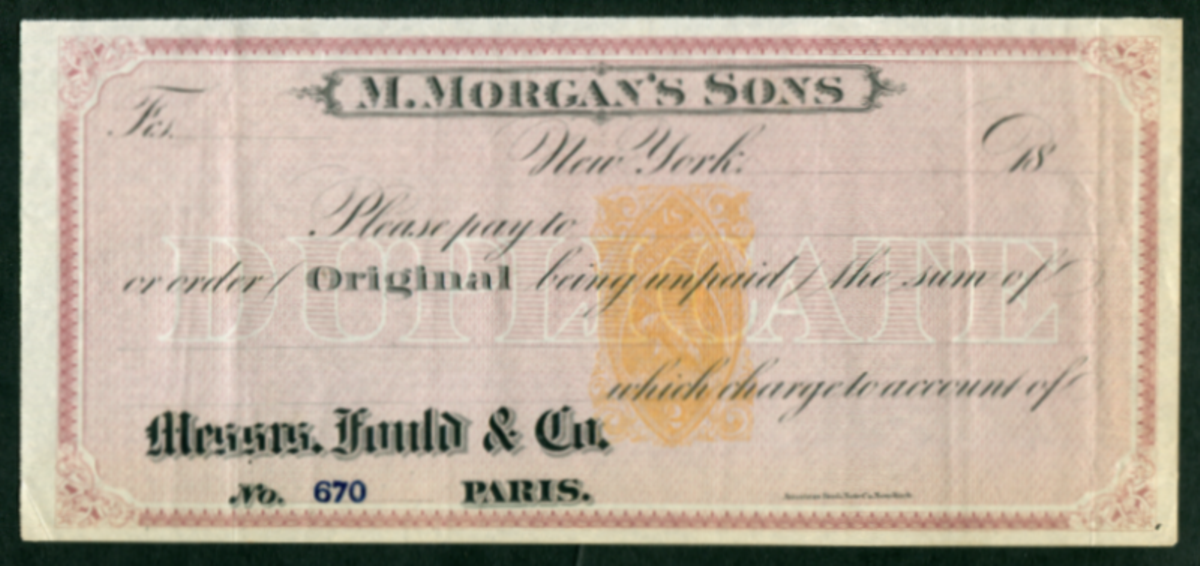 M. MORGAN'S SONS
Fcs.
New York. 18
Please pay to
DUPLICATE
or order ( Original being unpaid ) the sum of
which charge to account of
Messrs. Fould & Co.
No. 670 PARIS.